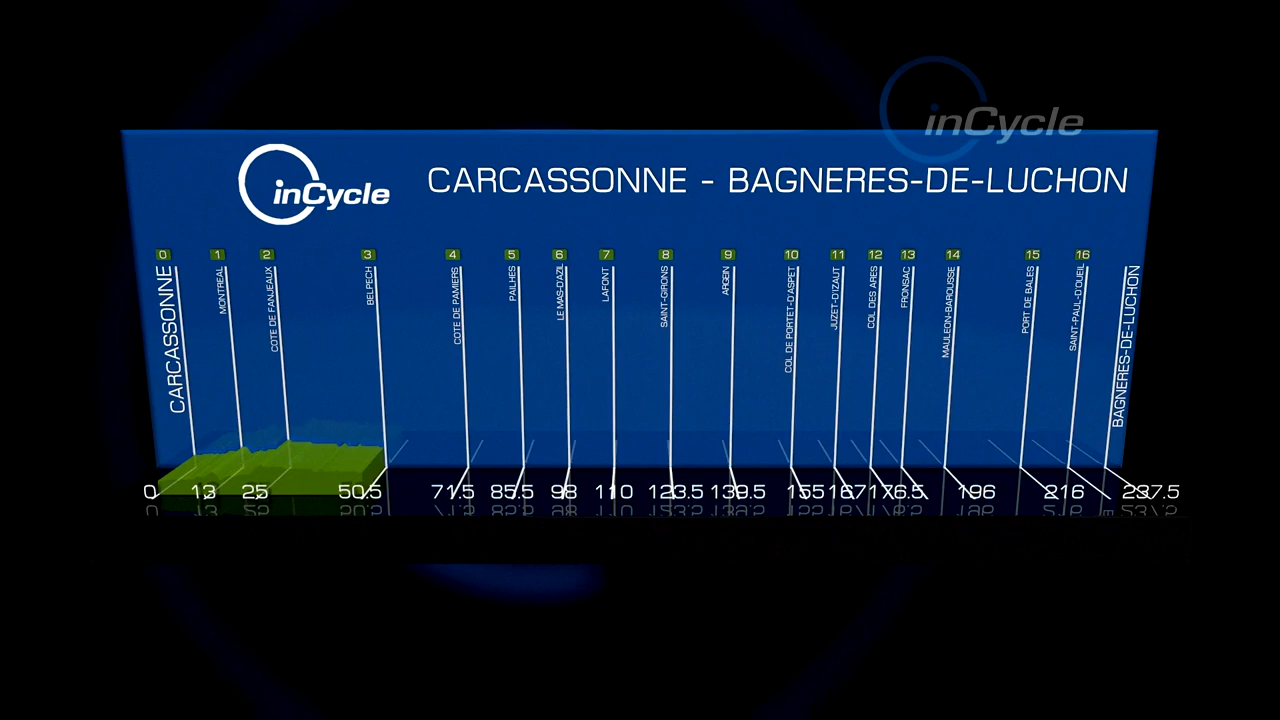 inCycle
inCycle
CARCASSONNE - BAGNERES-DE-LUCHON
0 1 2 3 4 5 6 7 8 9 10 11 12 13 14 15 16
CARCASSONNE
MONTREAL
COTE DE FANJEAUX
BELPECH
COTE DE PAMIERS
PAILHES
LE MAS-D'AZIL
LAFONT
SAINT-GIRONS
COL DE PORTET-D'ASPET
JUZET-D'IZAUT
COL DES ARES
FRONSAC
MAULEON-BAROUSSE
PORT DE BALES
SAINT-PAUL-D'OUEIL
BAGNERES-DE-LUCHON
0 13 25 50.5 71.5 85.5 98 110 123.5 139.5 155 167 176.5 196 216 237.5